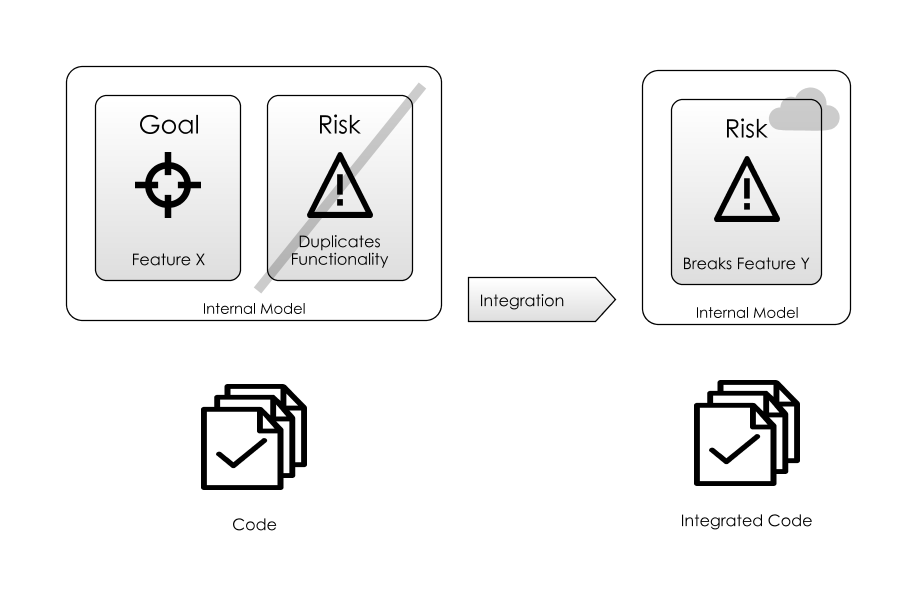 Goal
Feature X
Risk
Duplicates
Functionality
Internal Model
Integration
Risk
Breaks Feature Y
Internal Model
Code
Integrated Code